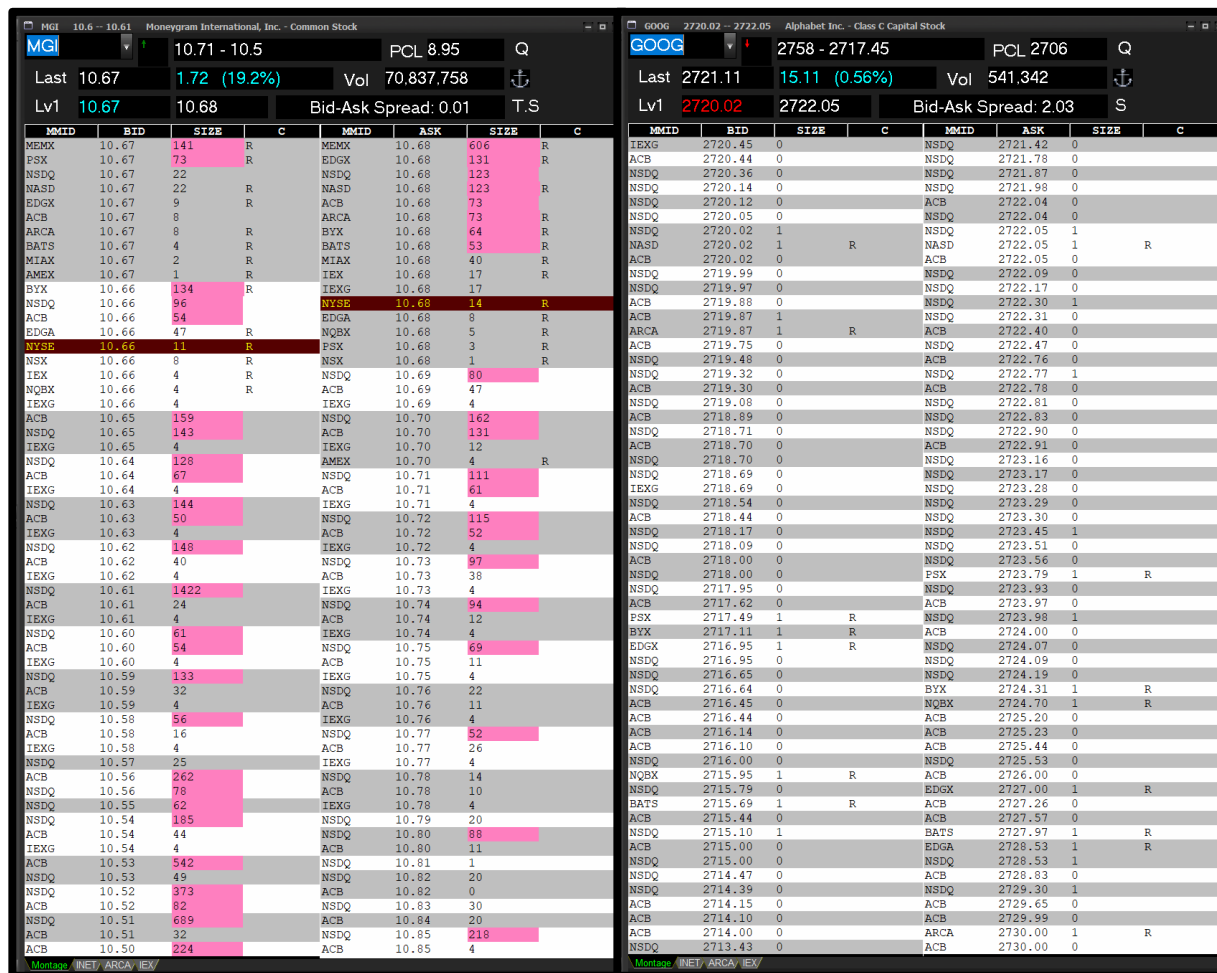 MGI 10.6 -- 10.61 Moneygram International, Inc. - Common Stock
MGI 10.71 - 10.5 PCL 8.95 Q
Last 10.67 1.72 (19.2%) Vol 70,837,758
Lv1 10.67 10.68 Bid-Ask Spread: 0.01 T.S
MMID BID SIZE C MMID ASK SIZE C
MEMX 10.67 141 R MEMX 10.68 606 R
PSX 10.67 73 R EDGX 10.68 131 R
NSDQ 10.67 22 NSDQ 10.68 123
NASD 10.67 22 R NASD 10.68 123 R
EDGX 10.67 9 R ACB 10.68 73
ACB 10.67 8 ARCA 10.68 73 R
ARCA 10.67 8 R BYX 10.68 64 R
BATS 10.67 4 R BATS 10.68 53 R
MIAX 10.67 2 R MIAX 10.68 40 R
AMEX 10.67 1 R IEX 10.68 17 R
BYX 10.66 134 R IEXG 10.68 17
NSDQ 10.66 96 NYSE 10.68 14 R
ACB 10.66 54 EDGA 10.68 8 R
EDGA 10.66 47 R NQBX 10.68 5 R
NYSE 10.66 11 R PSX 10.68 3 R
NSX 10.66 8 R NSX 10.68 1 R
IEX 10.66 4 R NSDQ 10.69 80
NQBX 10.66 4 R ACB 10.69 47
IEXG 10.66 4 IEXG 10.69 4
ACB 10.65 159 NSDQ 10.70 162
NSDQ 10.65 143 ACB 10.70 131
IEXG 10.65 4 IEXG 10.70 12
NSDQ 10.64 128 AMEX 10.70 4 R
ACB 10.64 67 NSDQ 10.71 111
IEXG 10.64 4 ACB 10.71 61
NSDQ 10.63 144 IEXG 10.71 4
ACB 10.63 50 NSDQ 10.72 115
IEXG 10.63 4 ACB 10.72 52
NSDQ 10.62 148 IEXG 10.72 4
ACB 10.62 40 NSDQ 10.73 97
IEXG 10.62 4 ACB 10.73 38
NSDQ 10.61 1422 IEXG 10.73 4
ACB 10.61 24 NSDQ 10.74 94
IEXG 10.61 4 ACB 10.74 12
NSDQ 10.60 61 IEXG 10.74 4
ACB 10.60 54 NSDQ 10.75 69
IEXG 10.60 4 ACB 10.75 11
NSDQ 10.59 133 IEXG 10.75 4
ACB 10.59 32 NSDQ 10.76 22
IEXG 10.59 4 ACB 10.76 11
NSDQ 10.58 56 IEXG 10.76 4
ACB 10.58 16 NSDQ 10.77 52
IEXG 10.58 4 ACB 10.77 26
NSDQ 10.57 25 IEXG 10.77 4
ACB 10.56 262 NSDQ 10.78 14
NSDQ 10.56 78 ACB 10.78 10
NSDQ 10.55 62 IEXG 10.78 4
NSDQ 10.54 185 NSDQ 10.79 20
ACB 10.54 44 NSDQ 10.80 88
IEXG 10.54 4 ACB 10.80 11
ACB 10.53 542 NSDQ 10.81 1
NSDQ 10.53 49 NSDQ 10.82 20
NSDQ 10.52 373 ACB 10.82 0
ACB 10.52 82 NSDQ 10.83 30
NSDQ 10.51 689 ACB 10.84 20
ACB 10.51 32 NSDQ 10.85 218
ACB 10.50 224 ACB 10.85 4
Montage INET ARCA IEX
GOOG 2720.02 -- 2722.05 Alphabet Inc. - Class C Capital Stock
GOOG 2758 - 2717.45 PCL 2706 Q
Last 2721.11 15.11 (0.56%) Vol 541,342
Lv1 2720.02 2722.05 Bid-Ask Spread: 2.03 S
MMID BID SIZE C MMID ASK SIZE C
IEXG 2720.45 0 NSDQ 2721.42 0
ACB 2720.44 0 NSDQ 2721.78 0
NSDQ 2720.36 0 NSDQ 2721.87 0
NSDQ 2720.14 0 NSDQ 2721.98 0
NSDQ 2720.12 0 ACB 2722.04 0
NSDQ 2720.05 0 NSDQ 2722.04 0
NSDQ 2720.02 1 NSDQ 2722.05 1
NASD 2720.02 1 R NASD 2722.05 1 R
ACB 2720.02 0 ACB 2722.05 0
NSDQ 2719.99 0 NSDQ 2722.09 0
NSDQ 2719.97 0 NSDQ 2722.17 0
ACB 2719.88 0 NSDQ 2722.30 1
ACB 2719.87 1 NSDQ 2722.31 0
ARCA 2719.87 1 R ACB 2722.40 0
ACB 2719.75 0 NSDQ 2722.47 0
NSDQ 2719.48 0 ACB 2722.76 0
NSDQ 2719.32 0 NSDQ 2722.77 1
ACB 2719.30 0 ACB 2722.78 0
NSDQ 2719.08 0 NSDQ 2722.81 0
ACB 2718.89 0 NSDQ 2722.83 0
NSDQ 2718.71 0 NSDQ 2722.90 0
ACB 2718.70 0 ACB 2722.91 0
NSDQ 2718.70 0 NSDQ 2723.16 0
NSDQ 2718.69 0 NSDQ 2723.17 0
IEXG 2718.69 0 NSDQ 2723.28 0
NSDQ 2718.54 0 NSDQ 2723.29 0
ACB 2718.44 0 NSDQ 2723.30 0
NSDQ 2718.17 0 NSDQ 2723.45 1
NSDQ 2718.09 0 NSDQ 2723.51 0
ACB 2718.00 0 NSDQ 2723.56 0
NSDQ 2718.00 0 PSX 2723.79 1 R
NSDQ 2717.95 0 NSDQ 2723.93 0
ACB 2717.62 0 ACB 2723.97 0
PSX 2717.49 1 R NSDQ 2723.98 1
BYX 2717.11 1 R ACB 2724.00 0
EDGX 2716.95 1 R NSDQ 2724.07 0
NSDQ 2716.95 0 NSDQ 2724.09 0
NSDQ 2716.65 0 NSDQ 2724.19 0
NSDQ 2716.64 0 BYX 2724.31 1 R
ACB 2716.45 0 NQBX 2724.70 1 R
ACB 2716.44 0 ACB 2725.20 0
ACB 2716.14 0 ACB 2725.23 0
ACB 2716.10 0 ACB 2725.44 0
NSDQ 2716.00 0 NSDQ 2725.53 0
NQBX 2715.95 1 R ACB 2726.00 0
NSDQ 2715.79 0 EDGX 2727.00 1 R
BATS 2715.69 1 R ACB 2727.26 0
ACB 2715.44 0 ACB 2727.57 0
NSDQ 2715.10 1 BATS 2727.97 1 R
ACB 2715.00 0 EDGA 2728.53 1 R
NSDQ 2715.00 0 NSDQ 2728.53 1
NSDQ 2714.47 0 ACB 2728.83 0
NSDQ 2714.39 0 NSDQ 2729.30 1
ACB 2714.15 0 ACB 2729.65 0
ACB 2714.10 0 ACB 2729.99 0
ACB 2714.00 0 ARCA 2730.00 1 R
NSDQ 2713.43 0 ACB 2730.00 0
Montage INET ARCA IEX